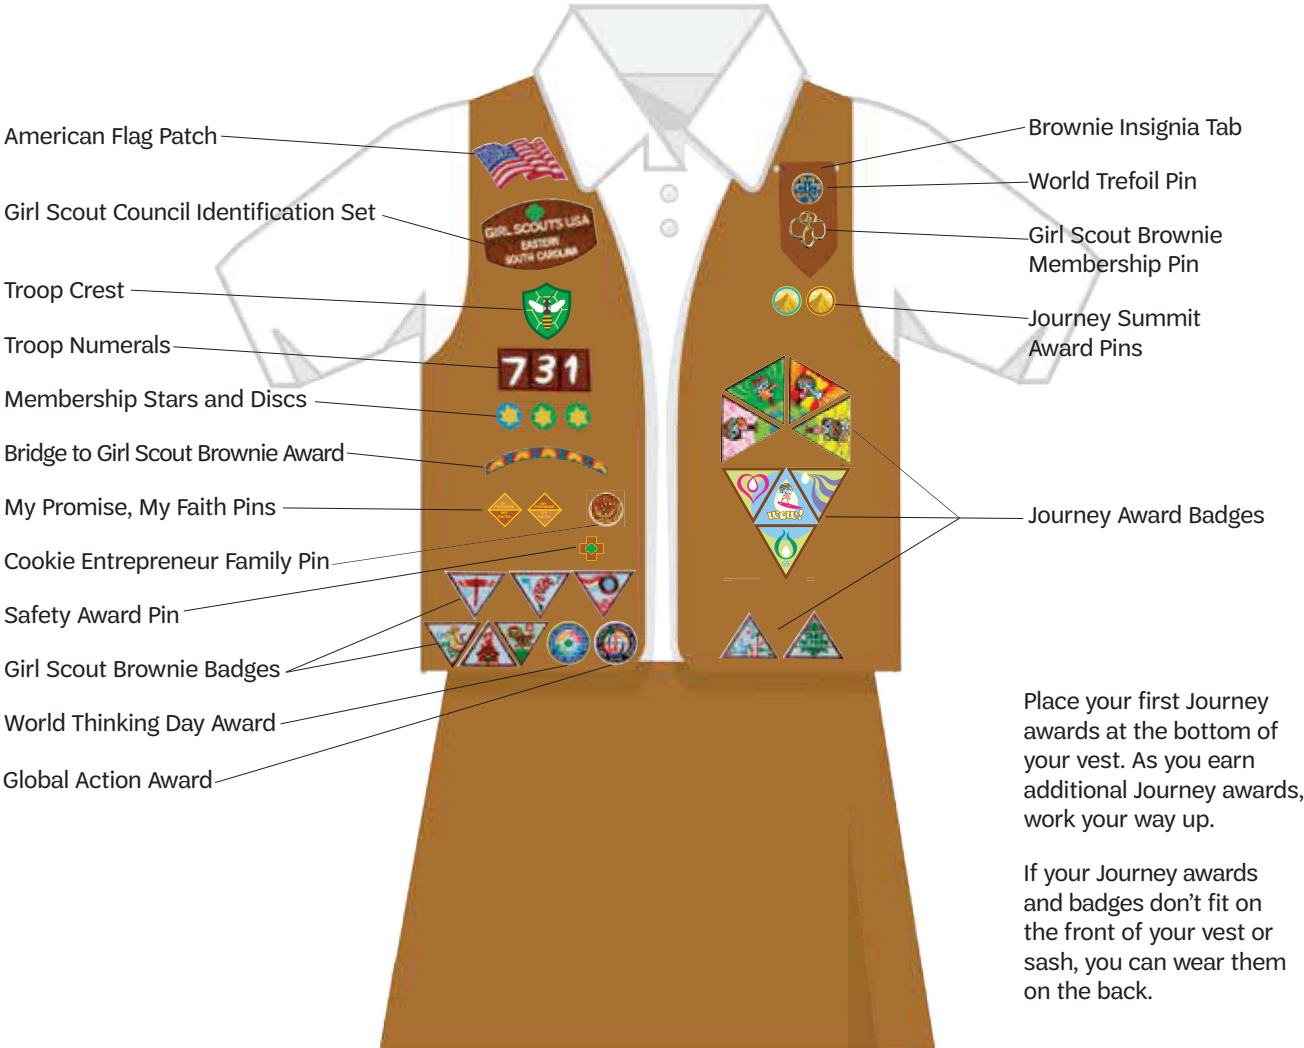 American Flag Patch
Girl Scout Council Identification Set
Troop Crest
Troop Numerals
Membership Stars and Discs
Bridge to Girl Scout Brownie Award
My Promise, My Faith Pins
Cookie Entrepreneur Family Pin
Safety Award Pin
Girl Scout Brownie Badges
World Thinking Day Award
Global Action Award
GIRL SCOUTS USA
EASTERN
SOUTH CAROLINA
731
Brownie Insignia Tab
World Trefoil Pin
Girl Scout Brownie
Membership Pin
Journey Summit
Award Pins
Journey Award Badges
Place your first Journey
awards at the bottom of
your vest. As you earn
additional Journey awards,
work your way up.
If your Journey awards
and badges don’t fit on
the front of your vest or
sash, you can wear them
on the back.